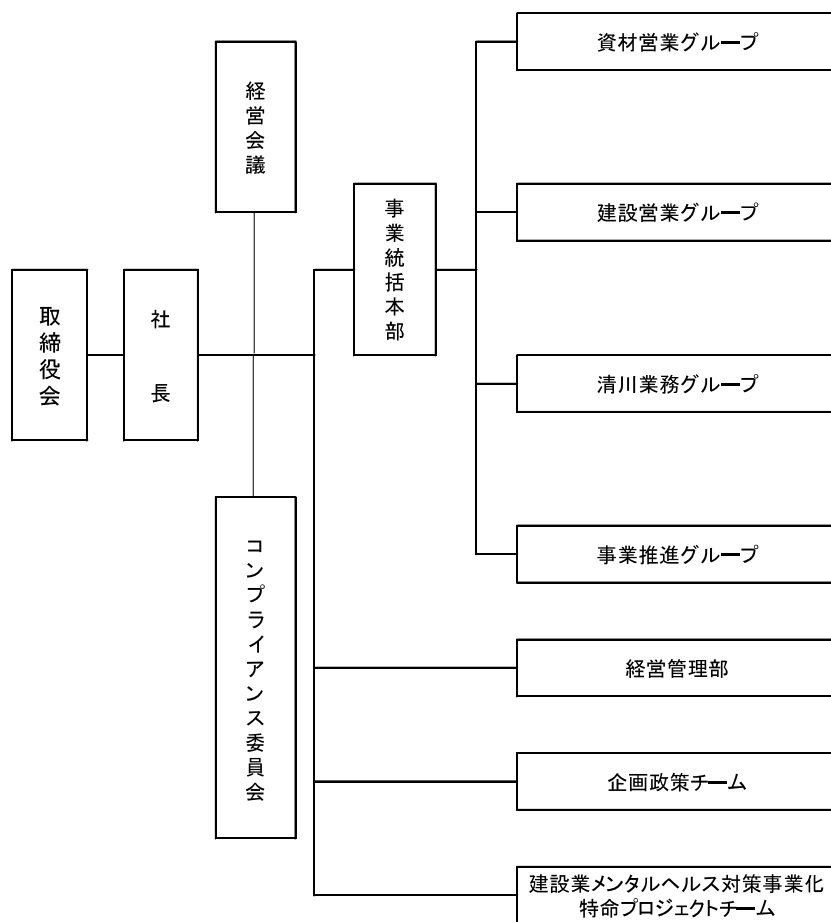 取締役会
社長
経営会議
コンプライアンス委員会
事業統括本部
資材営業グループ
建設営業グループ
清川業務グループ
事業推進グループ
経営管理部
企画政策チーム
建設業メンタルヘルス対策事業化
特命プロジェクトチーム